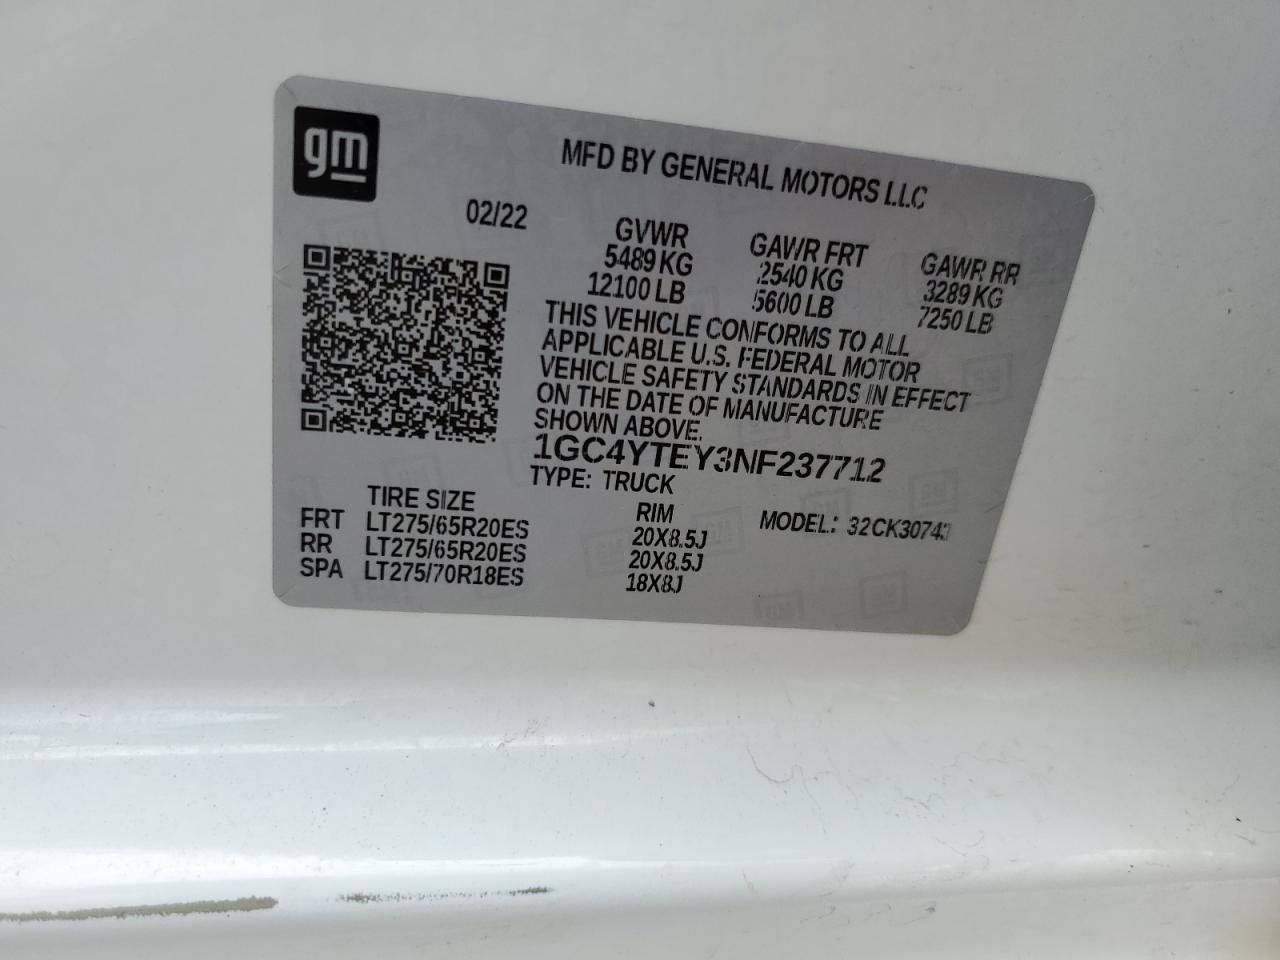 gm
MFD BY GENERAL MOTORS LLC
02/22
GVWR GAWR FRT GAWR RR
5489 KG 2540 KG 3289 KG
12100 LB 5600 LB 7250 LB
THIS VEHICLE CONFORMS TO ALL
APPLICABLE U.S. FEDERAL MOTOR
VEHICLE SAFETY STANDARDS IN EFFECT
ON THE DATE OF MANUFACTURE
SHOWN ABOVE.
1GC4YTEY3NF237712
TYPE: TRUCK
TIRE SIZE RIM MODEL: 32CK30743
FRT LT275/65R20ES 20X8.5J
RR LT275/65R20ES 20X8.5J
SPA LT275/70R18ES 18X8J